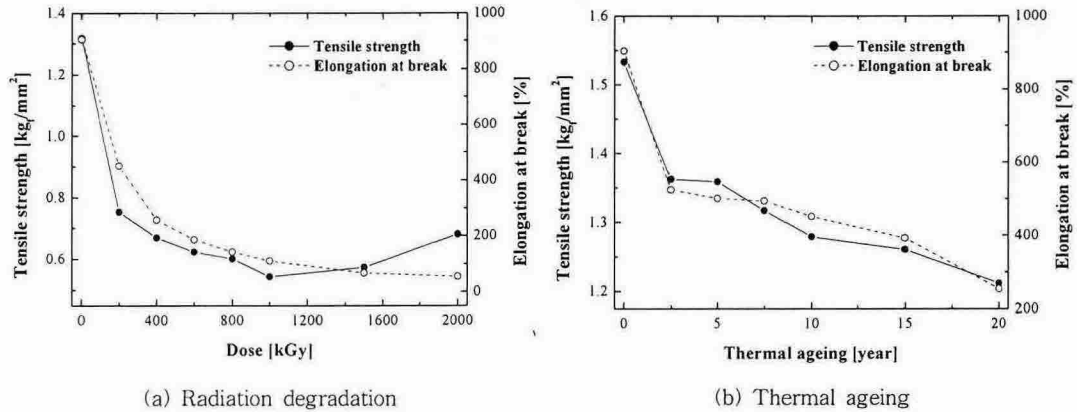 1.4
1.2
1.0
0.8
0.6
Tensile strength [kgf/mm²]
1000
800
600
400
200
0
Elongation at break [%]
Tensile strength
Elongation at break
0 400 800 1200 1600 2000
Dose [kGy]
(a) Radiation degradation
1.6
1.5
1.4
1.3
1.2
Tensile strength [kgf/mm²]
1000
800
600
400
200
Elongation at break [%]
Tensile strength
Elongation at break
0 5 10 15 20
Thermal ageing [year]
(b) Thermal ageing